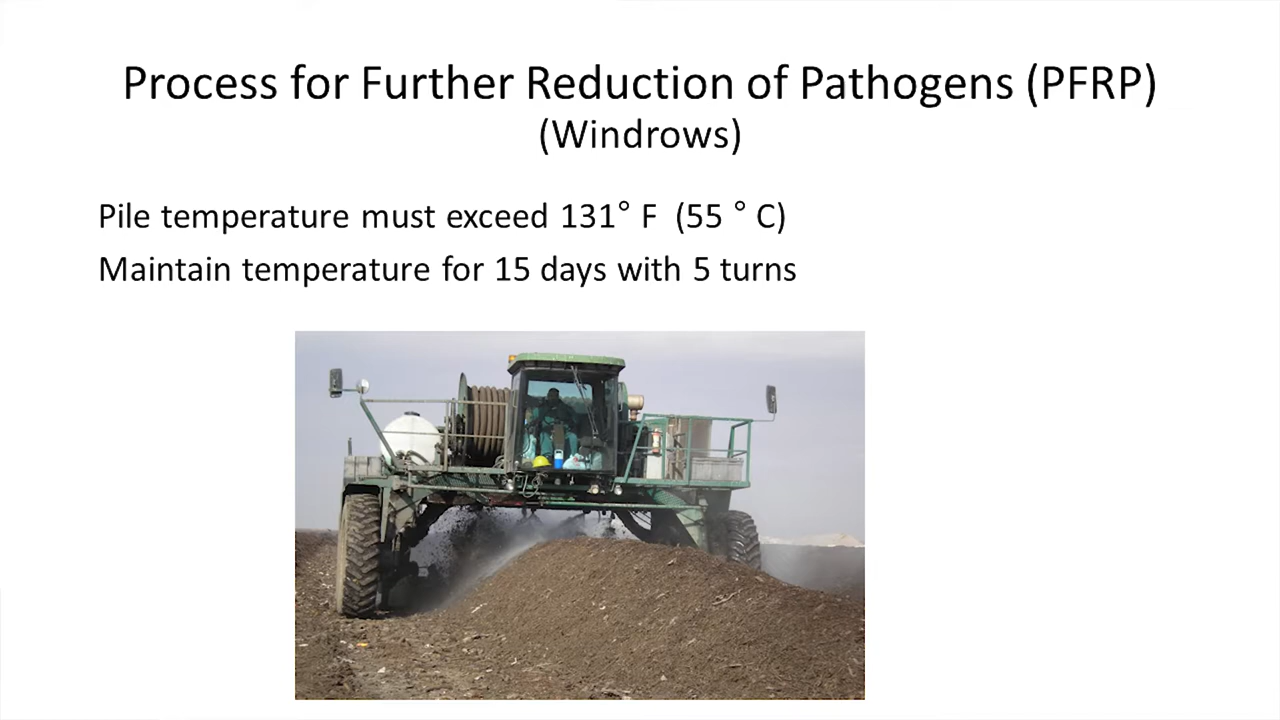 Process for Further Reduction of Pathogens (PFRP)
(Windrows)
Pile temperature must exceed 131° F (55 ° C)
Maintain temperature for 15 days with 5 turns